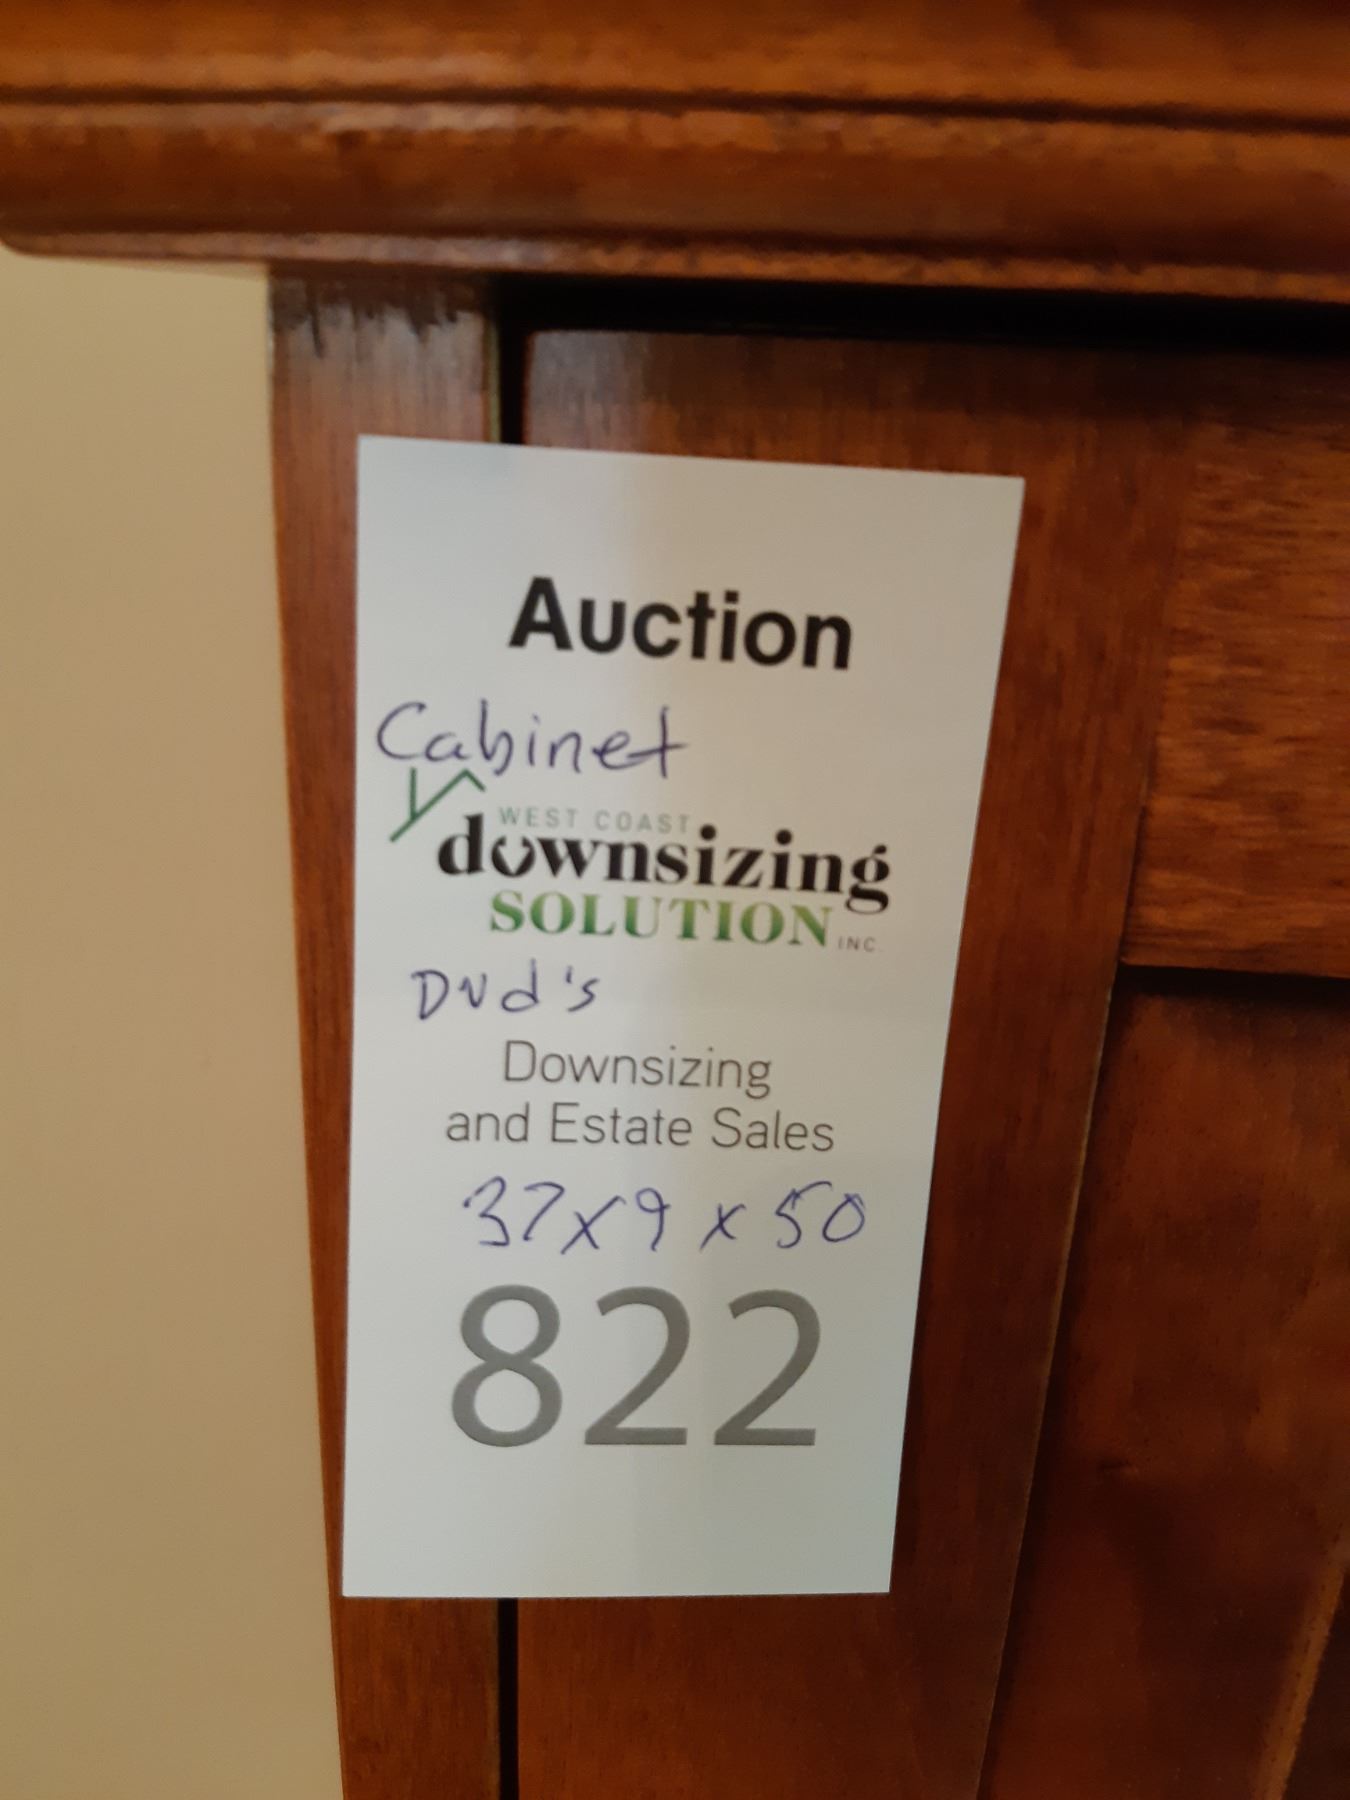 Auction
Cabinet
WEST COAST
downsizing
SOLUTION INC.
Dvd's
Downsizing
and Estate Sales
37x9x50
822